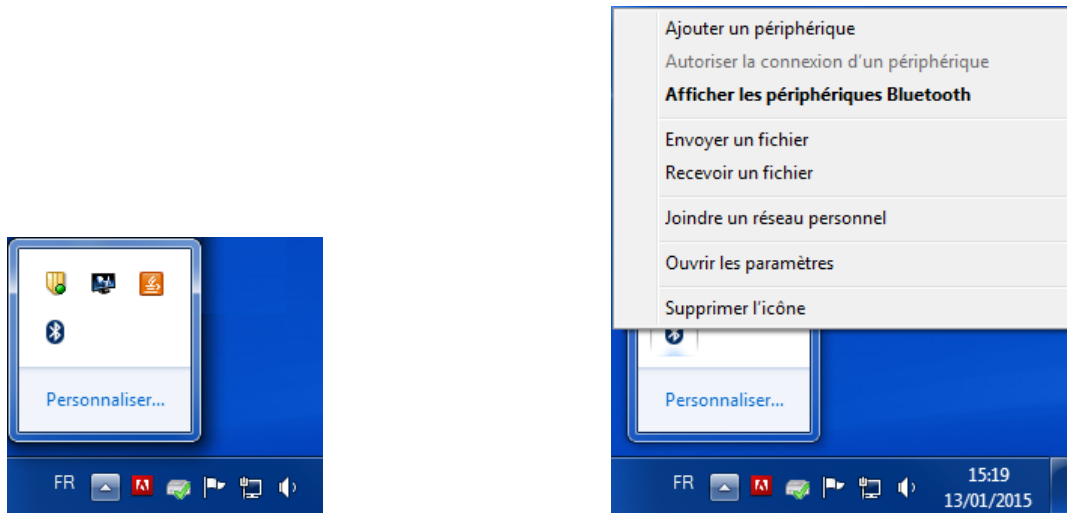 Personnaliser...
FR
Ajouter un périphérique
Autoriser la connexion d'un périphérique
Afficher les périphériques Bluetooth
Envoyer un fichier
Recevoir un fichier
Joindre un réseau personnel
Ouvrir les paramètres
Supprimer l'icône
Personnaliser...
FR
15:19
13/01/2015